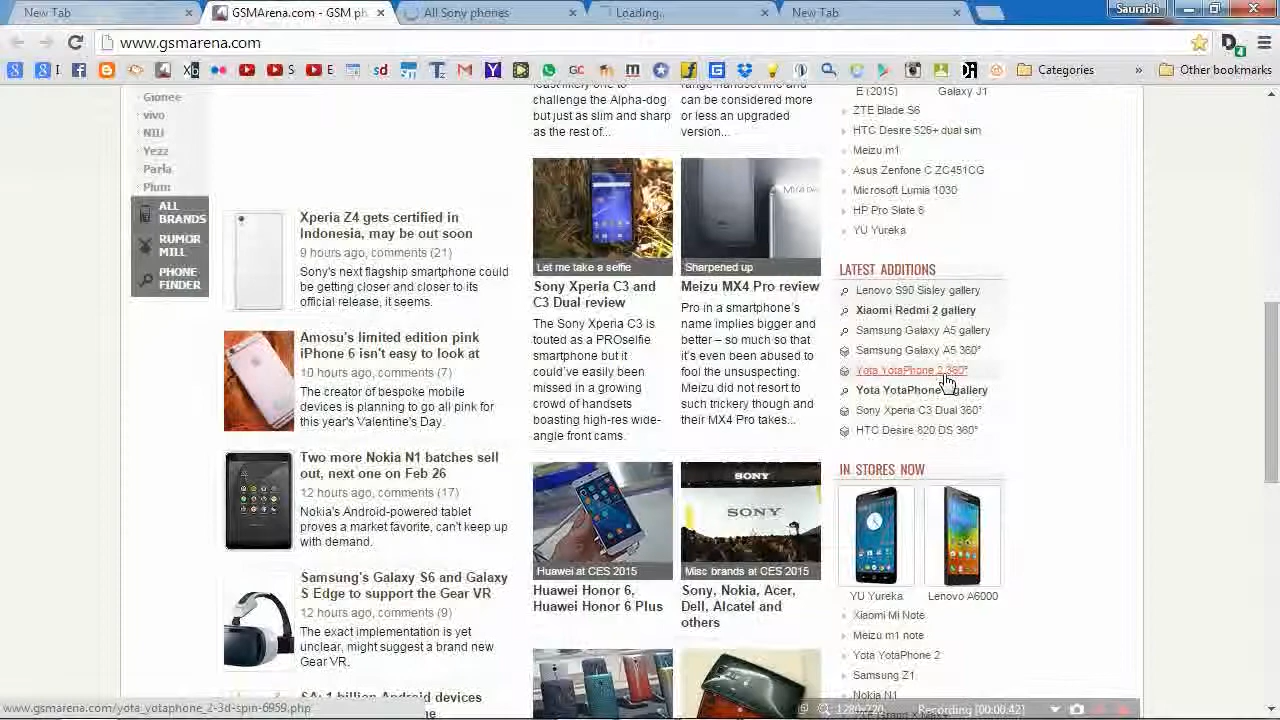 New Tab
GSMArena.com - GSM ph
All Sony phones
Loading...
New Tab
Saurabh
www.gsmarena.com
Categories
»
Other bookmarks
Gionee
vivo
NIU
Yezz
Parla
Plum
ALL
BRANDS
RUMOR
MILL
PHONE
FINDER
Xperia Z4 gets certified in
Indonesia, may be out soon
9 hours ago, comments (21)
Sony's next flagship smartphone could
be getting closer and closer to its
official release, it seems.
Amosu's limited edition pink
iPhone 6 isn't easy to look at
10 hours ago, comments (7)
The creator of bespoke mobile
devices is planning to go all pink for
this year's Valentine's Day.
Two more Nokia N1 batches sell
out, next one on Feb 26
12 hours ago, comments (17)
Nokia's Android-powered tablet
proves a market favorite, can't keep up
with demand.
Samsung's Galaxy S6 and Galaxy
S Edge to support the Gear VR
12 hours ago, comments (9)
The exact implementation is yet
unclear, might suggest a brand new
Gear VR.
1 billion Android devices
challenge the Alpha-dog
but just as slim and sharp
as the rest of...
Let me take a selfie
Sony Xperia C3 and
C3 Dual review
The Sony Xperia C3 is
touted as a PROselfie
smartphone but it
could've easily been
missed in a growing
crowd of handsets
boasting high-res wide-
angle front cams.
Huawei at CES 2015
Huawei Honor 6,
Huawei Honor 6 Plus
can be considered more
or less an upgraded
version...
Sharpened up
Meizu MX4 Pro review
Pro in a smartphone's
name implies bigger and
better – so much so that
it's even been abused to
fool the unsuspecting.
Meizu did not resort to
such trickery though and
their MX4 Pro takes...
SONY
SONY
Misc brands at CES 2015
Sony, Nokia, Acer,
Dell, Alcatel and
others
E (2015) Galaxy J1
ZTE Blade S6
HTC Desire 526+ dual sim
Meizu m1
Asus Zenfone C ZC451CG
Microsoft Lumia 1030
HP Pro Slate 8
YU Yureka
LATEST ADDITIONS
Lenovo S90 Sisley gallery
Xiaomi Redmi 2 gallery
Samsung Galaxy A5 gallery
Samsung Galaxy A5 360°
Yota YotaPhone 2 360°
Yota YotaPhone gallery
Sony Xperia C3 Dual 360°
HTC Desire 820 DS 360°
IN STORES NOW
YU Yureka
Lenovo A6000
Xiaomi Mi Note
Meizu m1 note
Yota YotaPhone 2
Samsung Z1
Nokia N1
www.gsmarena.com/yota_yotaphone_2-3d-spin-6959.php
1280x720
Recording [00:00:42]